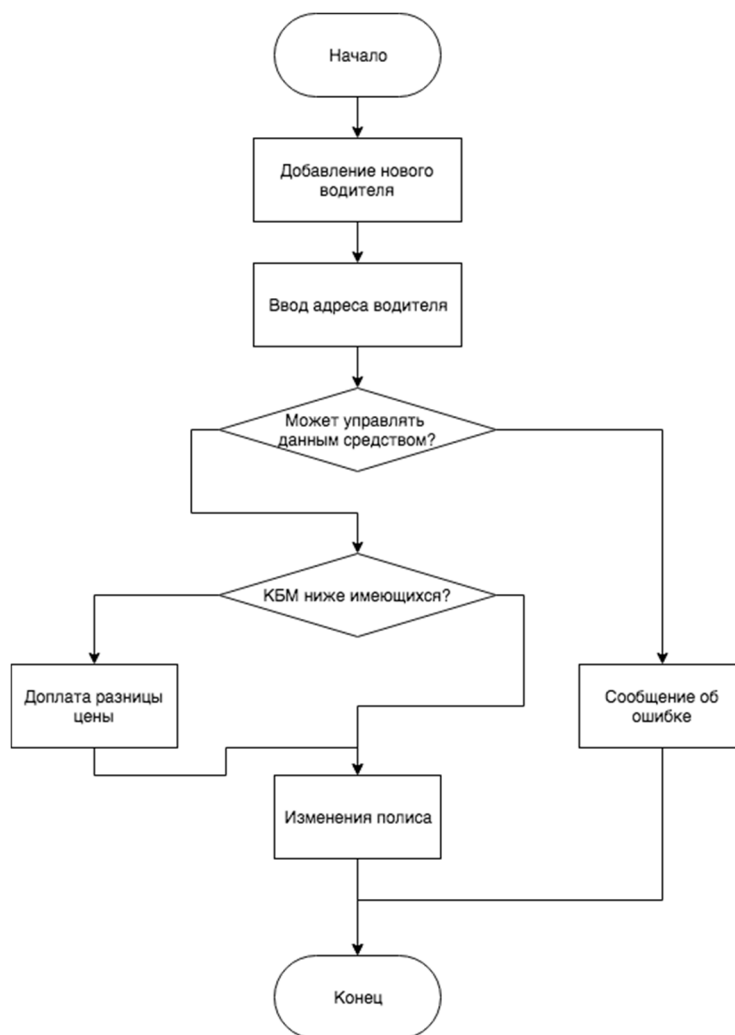 Начало
Добавление нового
водителя
Ввод адреса водителя
Может управлять
данным средством?
КБМ ниже имеющихся?
Доплата разницы
цены
Сообщение об
ошибке
Изменения полиса
Конец